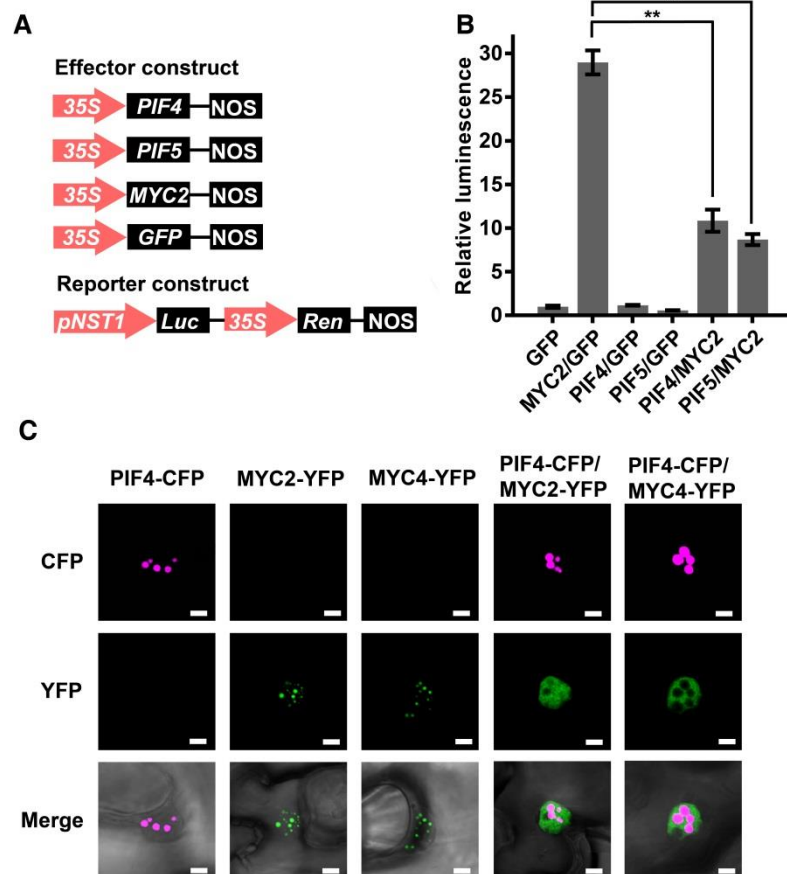 A
Effector construct
35S PIF4 NOS
35S PIF5 NOS
35S MYC2 NOS
35S GFP NOS
Reporter construct
pNST1 Luc 35S Ren NOS
B
**
Relative luminescence
30
25
20
15
10
5
0
GFP
MYC2/GFP
PIF4/GFP
PIF5/GFP
PIF4/MYC2
PIF5/MYC2
C
PIF4-CFP
MYC2-YFP
MYC4-YFP
PIF4-CFP/
MYC2-YFP
PIF4-CFP/
MYC4-YFP
CFP
YFP
Merge